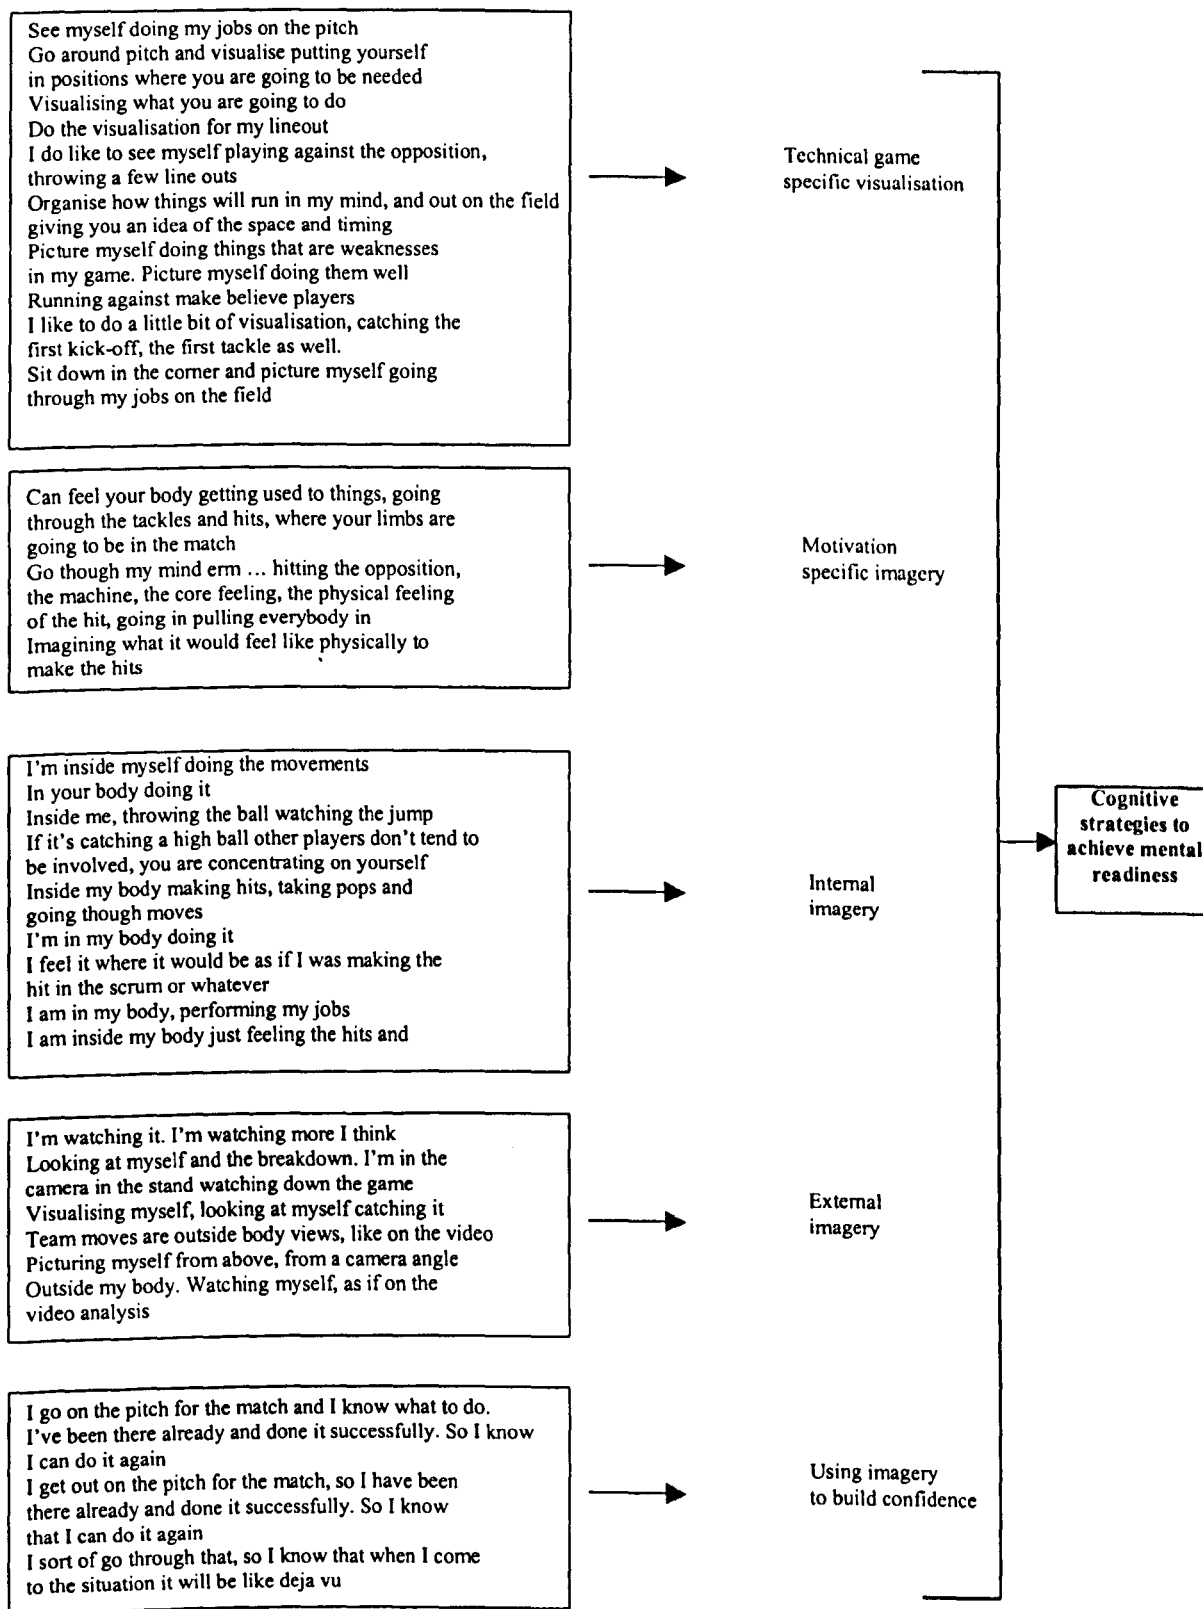 See myself doing my jobs on the pitch
Go around pitch and visualise putting yourself
in positions where you are going to be needed
Visualising what you are going to do
Do the visualisation for my lineout
I do like to see myself playing against the opposition,
throwing a few line outs
Organise how things will run in my mind, and out on the field
giving you an idea of the space and timing
Picture myself doing things that are weaknesses
in my game. Picture myself doing them well
Running against make believe players
I like to do a little bit of visualisation, catching the
first kick-off, the first tackle as well.
Sit down in the corner and picture myself going
through my jobs on the field
Technical game
specific visualisation
Can feel your body getting used to things, going
through the tackles and hits, where your limbs are
going to be in the match
Go though my mind erm ... hitting the opposition,
the machine, the core feeling, the physical feeling
of the hit, going in pulling everybody in
Imagining what it would feel like physically to
make the hits
Motivation
specific imagery
I'm inside myself doing the movements
In your body doing it
Inside me, throwing the ball watching the jump
If it's catching a high ball other players don't tend to
be involved, you are concentrating on yourself
Inside my body making hits, taking pops and
going though moves
I'm in my body doing it
I feel it where it would be as if I was making the
hit in the scrum or whatever
I am in my body, performing my jobs
I am inside my body just feeling the hits and
Internal
imagery
I'm watching it. I'm watching more I think
Looking at myself and the breakdown. I'm in the
camera in the stand watching down the game
Visualising myself, looking at myself catching it
Team moves are outside body views, like on the video
Picturing myself from above, from a camera angle
Outside my body. Watching myself, as if on the
video analysis
External
imagery
I go on the pitch for the match and I know what to do.
I've been there already and done it successfully. So I know
I can do it again
I get out on the pitch for the match, so I have been
there already and done it successfully. So I know
that I can do it again
I sort of go through that, so I know that when I come
to the situation it will be like deja vu
Using imagery
to build confidence
Cognitive
strategies to
achieve mental
readiness